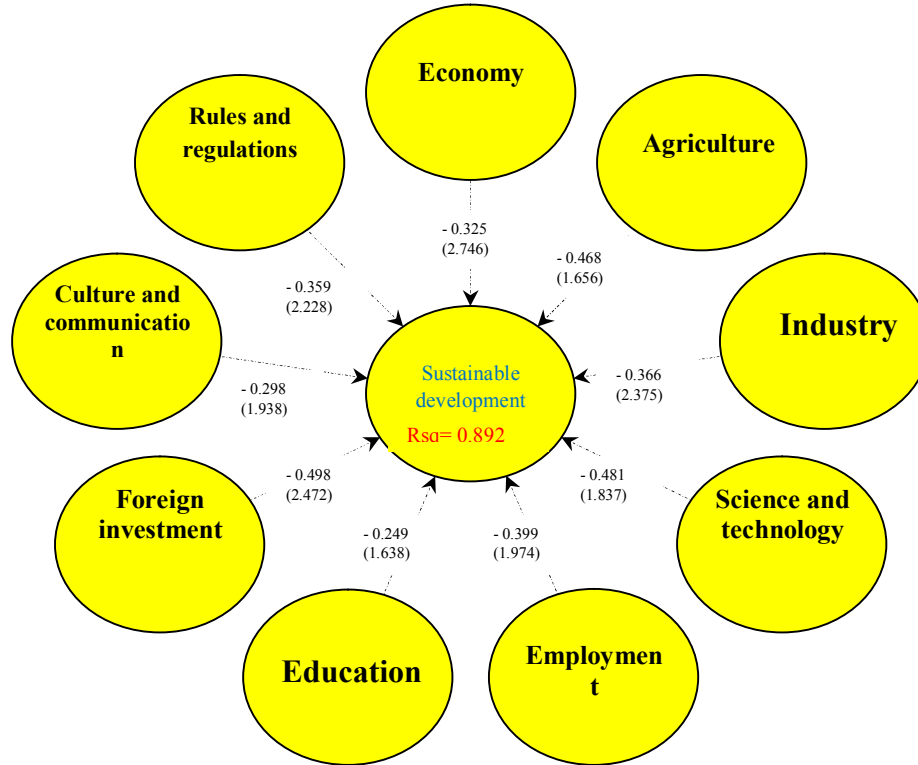 Economy
Rules and
regulations
Agriculture
- 0.325
(2.746)
- 0.468
(1.656)
- 0.359
(2.228)
Culture and
communicatio
n
Industry
Sustainable
development
Rsq= 0.892
- 0.298
(1.938)
- 0.366
(2.375)
Foreign
investment
- 0.498
(2.472)
- 0.481
(1.837)
Science and
technology
- 0.249
(1.638)
- 0.399
(1.974)
Education
Employmen
t